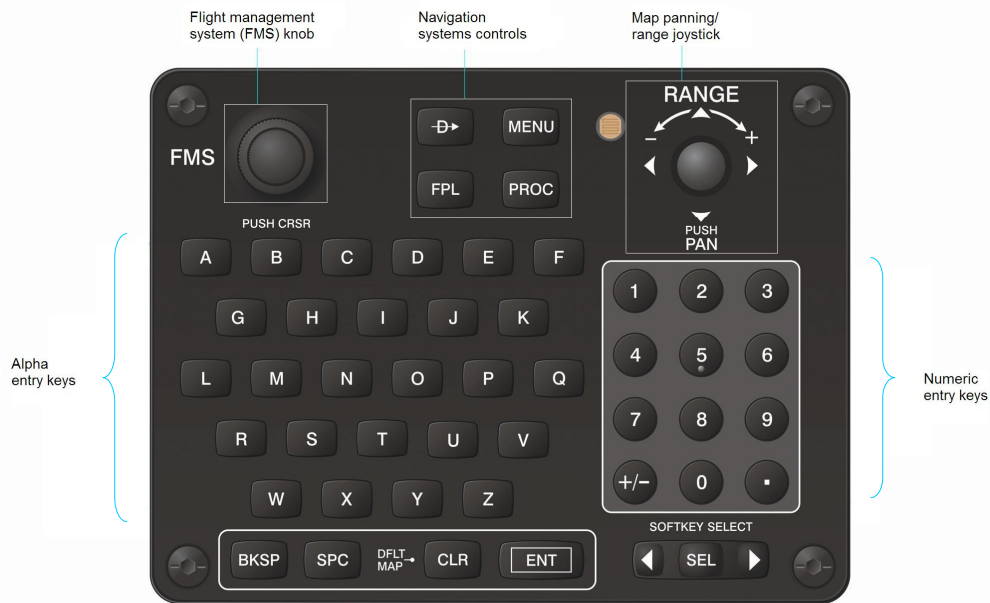 Flight management
system (FMS) knob
Navigation
systems controls
Map panning/
range joystick
RANGE
- +
D MENU
FMS
FPL PROC
PUSH
PAN
PUSH CRSR
A B C D E F
1 2 3
G H I J K
4 5 6
Alpha
entry keys
L M N O P Q
Numeric
entry keys
7 8 9
R S T U V
+/- 0 .
W X Y Z
SOFTKEY SELECT
BKSP SPC DFLT
MAP CLR ENT
SEL